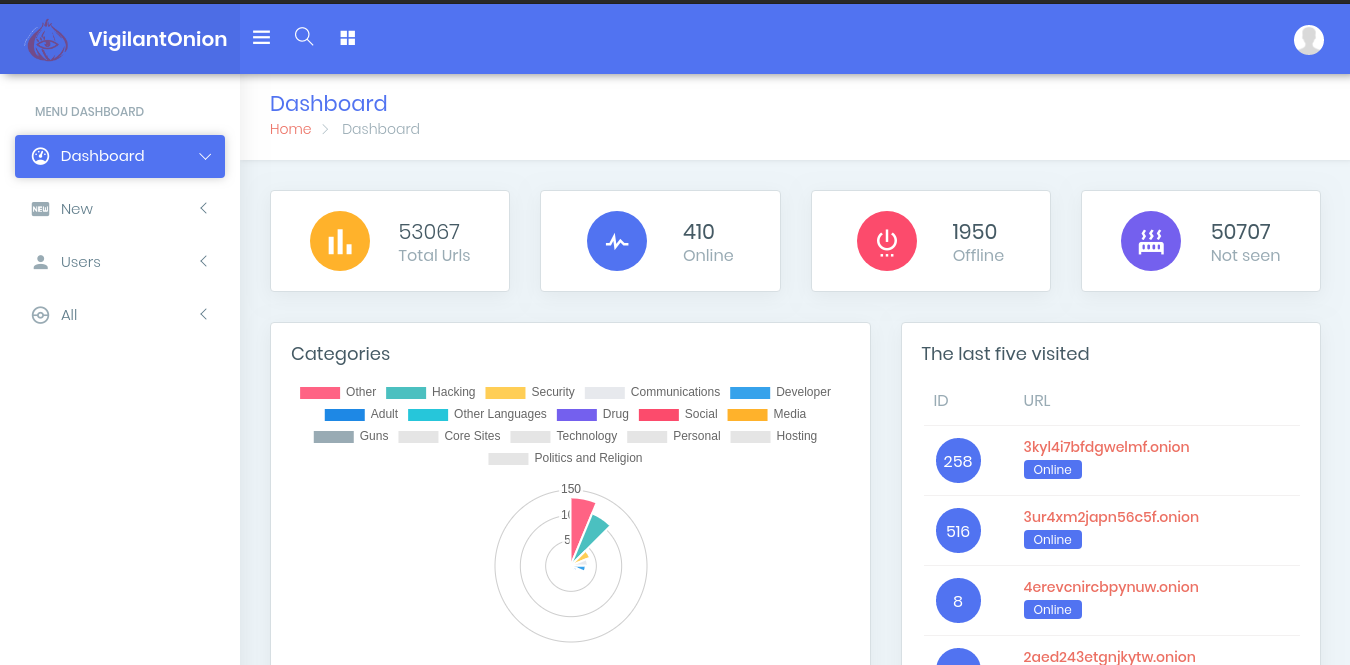 VigilantOnion
MENU DASHBOARD
Dashboard
New
Users
All
Dashboard
Home > Dashboard
53067
Total Urls
410
Online
1950
Offline
50707
Not seen
Categories
Other Hacking Security Communications Developer
Adult Other Languages Drug Social Media
Guns Core Sites Technology Personal Hosting
Politics and Religion
150
The last five visited
ID URL
258 3kyl4i7bfdgwelmf.onion
Online
516 3ur4xm2japn56c5f.onion
Online
8 4erevcnircbpynuw.onion
Online
2aed243etgnjkytw.onion